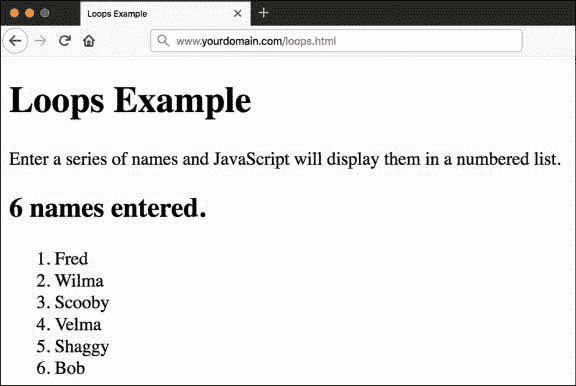 Loops Example
www.yourdomain.com/loops.html
Loops Example
Enter a series of names and JavaScript will display them in a numbered list.
6 names entered.
1. Fred
2. Wilma
3. Scooby
4. Velma
5. Shaggy
6. Bob